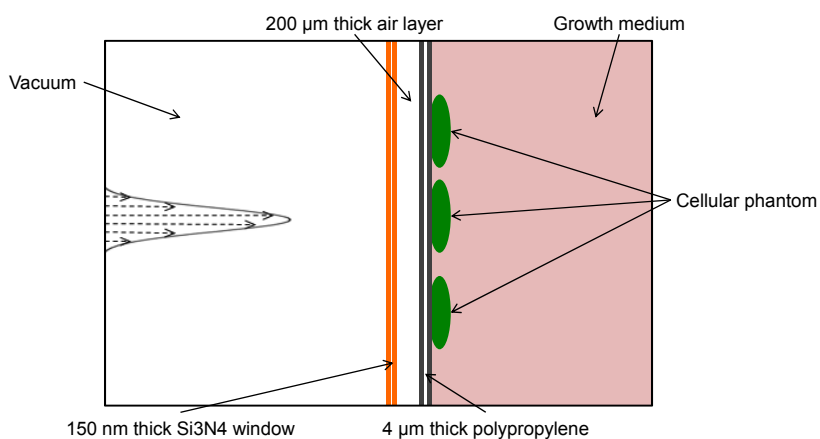 200 µm thick air layer
Growth medium
Vacuum
Cellular phantom
150 nm thick Si3N4 window
4 µm thick polypropylene